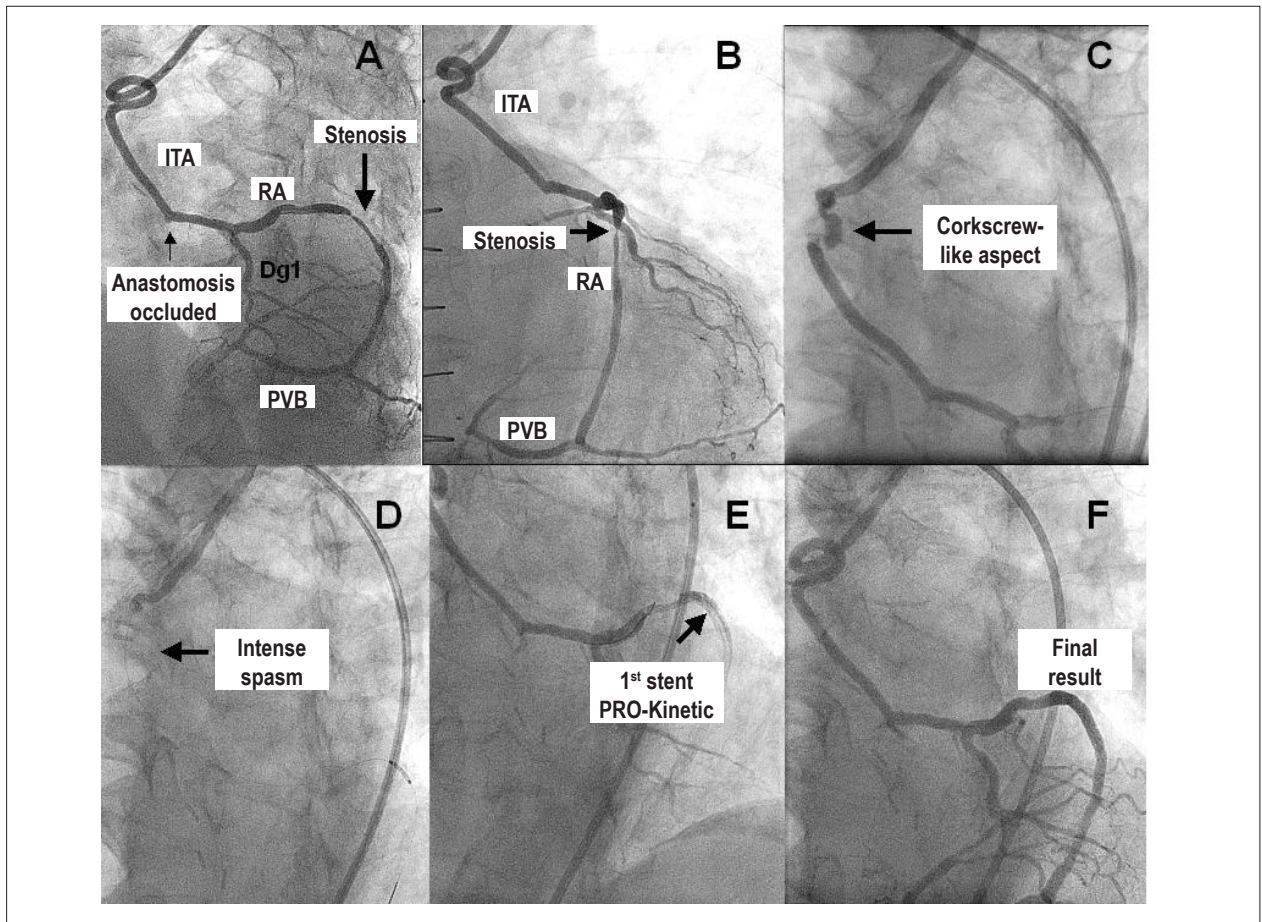 A
ITA
Stenosis
RA
Dg1
Anastomosis
occluded
PVB
B
ITA
Stenosis
RA
PVB
C
Corkscrew-
like aspect
D
Intense
spasm
E
1st stent
PRO-Kinetic
F
Final
result